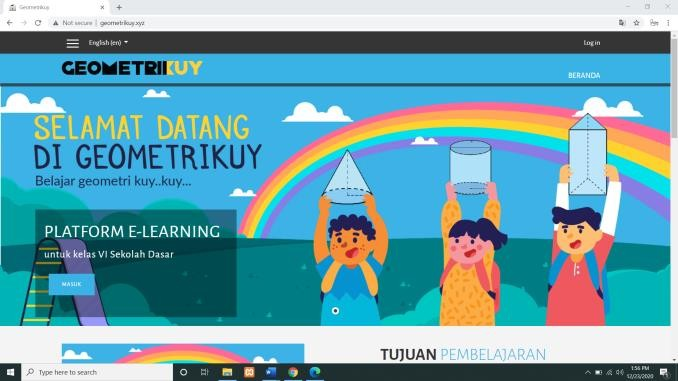 Geometrikuy
Not secure | geometrikuy.xyz
English (en)
Log in
GEOMETRIIKUY
BERANDA
SELAMAT DATANG
DI GEOMETRIKUY
Belajar geometri kuy..kuy...
PLATFORM E-LEARNING
untuk kelas VI Sekolah Dasar
MASUK
TUJUAN PEMBELAJARAN
Type here to search
1:56 PM
12/23/2020